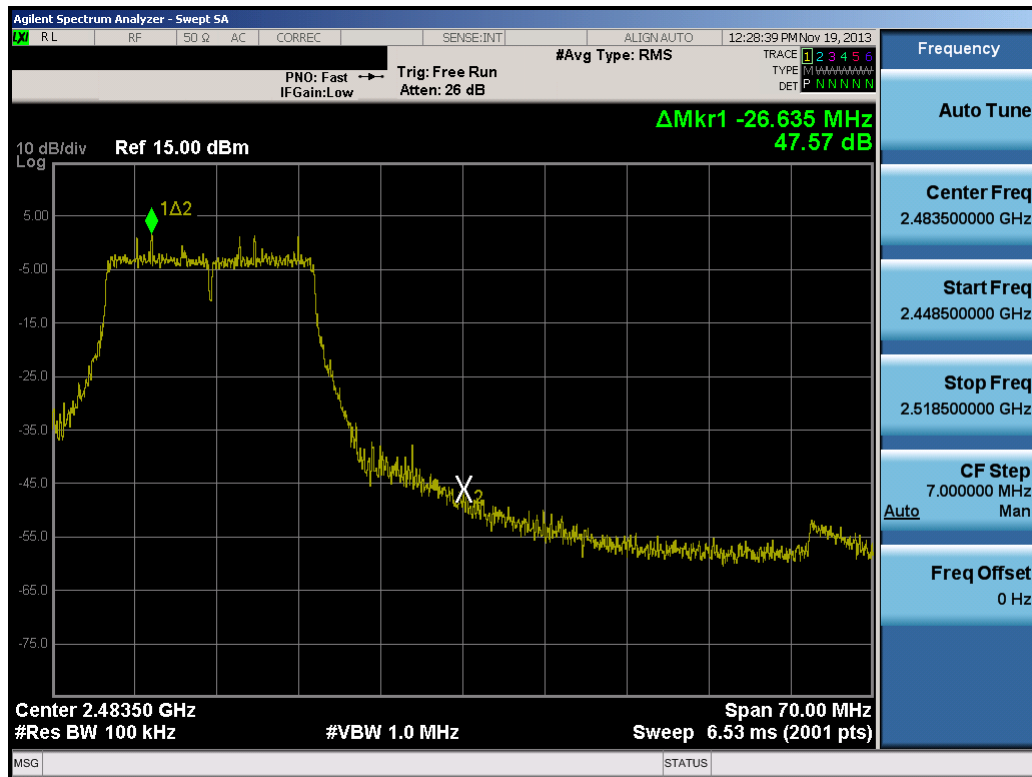 Agilent Spectrum Analyzer - Swept SA
LXI RL RF 50 Ω AC CORREC SENSE:INT ALIGN AUTO 12:28:39 PM Nov 19, 2013
PNO: Fast
IFGain:Low
Trig: Free Run
Atten: 26 dB
#Avg Type: RMS
TRACE 1 2 3 4 5 6
TYPE M W W W W W
DET P N N N N N
ΔMkr1 -26.635 MHz
47.57 dB
10 dB/div Ref 15.00 dBm
Log
5.00
-5.00
-15.0
-25.0
-35.0
-45.0
-55.0
-65.0
-75.0
1Δ2
X2
Center 2.48350 GHz Span 70.00 MHz
#Res BW 100 kHz #VBW 1.0 MHz Sweep 6.53 ms (2001 pts)
MSG STATUS
Frequency
Auto Tune
Center Freq
2.483500000 GHz
Start Freq
2.448500000 GHz
Stop Freq
2.518500000 GHz
CF Step
7.000000 MHz
Auto Man
Freq Offset
0 Hz